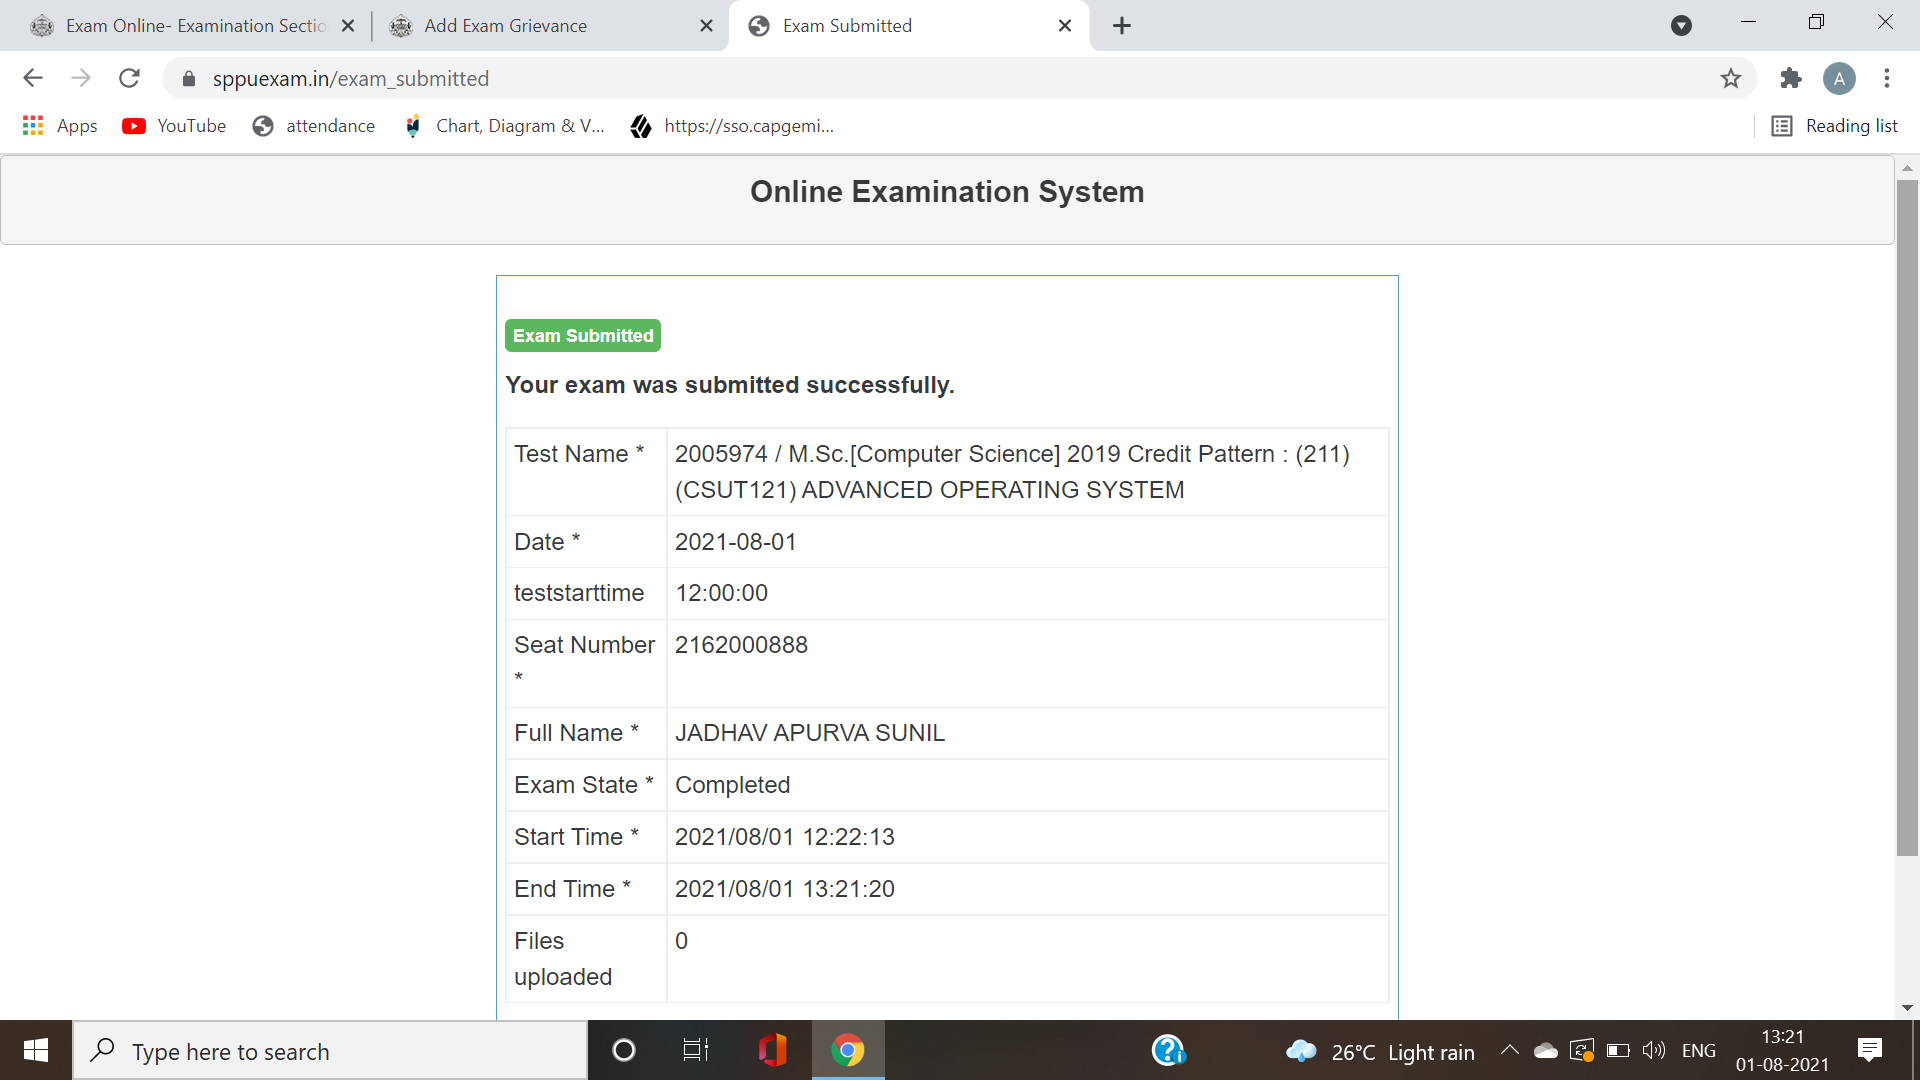 Exam Online- Examination Sectio
Add Exam Grievance
Exam Submitted
sppuexam.in/exam_submitted
A
Apps
YouTube
attendance
Chart, Diagram & V...
https://sso.capgemi...
Reading list
Online Examination System
Exam Submitted
Your exam was submitted successfully.
Test Name * 2005974 / M.Sc.[Computer Science] 2019 Credit Pattern : (211)
(CSUT121) ADVANCED OPERATING SYSTEM
Date * 2021-08-01
teststarttime 12:00:00
Seat Number 2162000888
*
Full Name * JADHAV APURVA SUNIL
Exam State * Completed
Start Time * 2021/08/01 12:22:13
End Time * 2021/08/01 13:21:20
Files 0
uploaded
Type here to search
26°C Light rain
ENG
13:21
01-08-2021